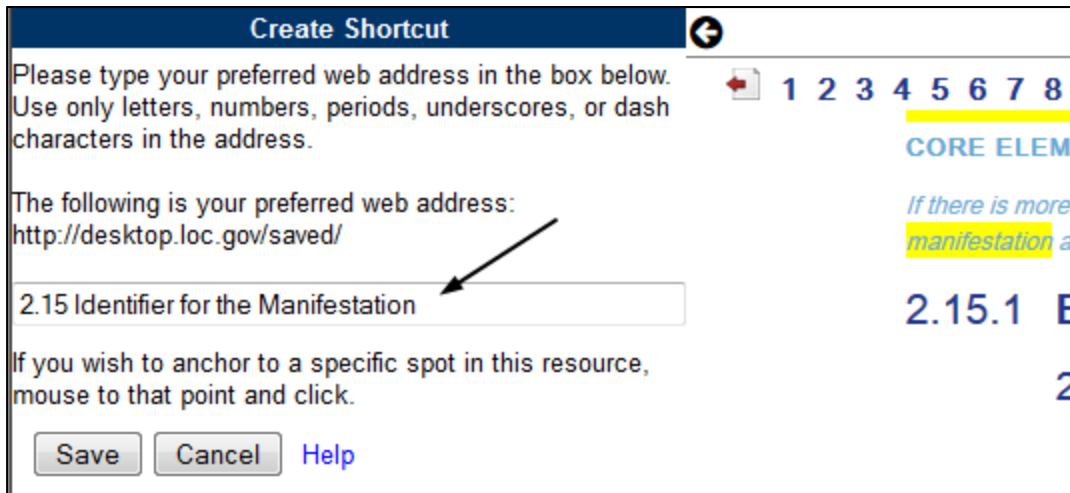 Create Shortcut
Please type your preferred web address in the box below.
Use only letters, numbers, periods, underscores, or dash
characters in the address.
The following is your preferred web address:
http://desktop.loc.gov/saved/
2.15 Identifier for the Manifestation
If you wish to anchor to a specific spot in this resource,
mouse to that point and click.
Save Cancel Help
1 2 3 4 5 6 7 8
CORE ELEM
If there is more
manifestation a
2.15.1 E
2